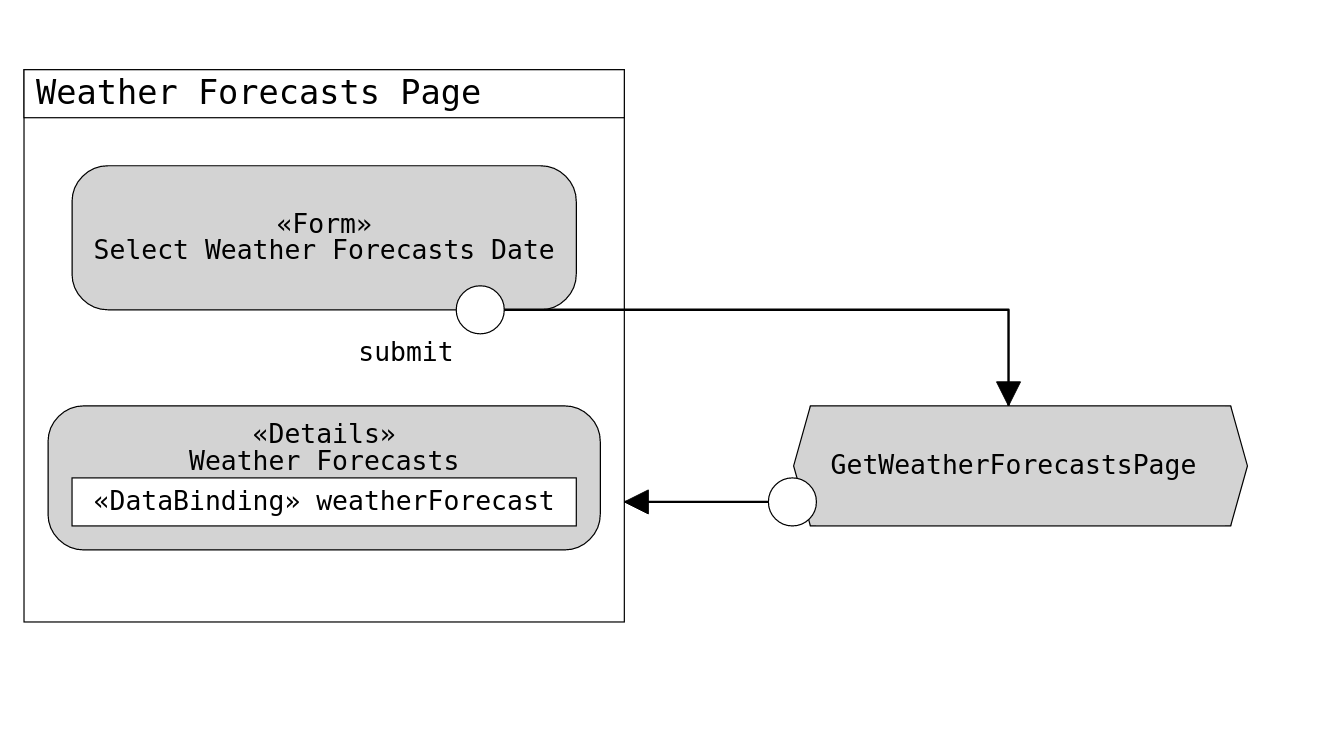 Weather Forecasts Page
«Form»
Select Weather Forecasts Date
submit
«Details»
Weather Forecasts
«DataBinding» weatherForecast
GetWeatherForecastsPage